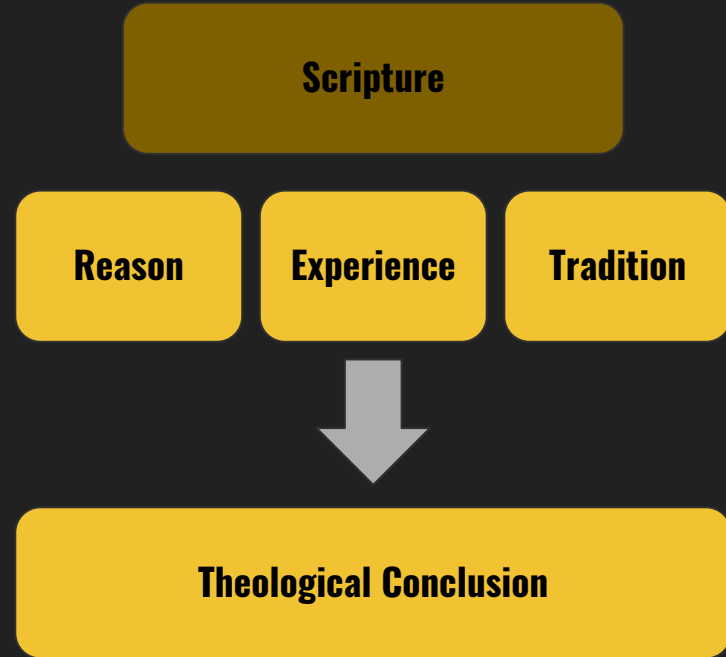 Scripture
Reason
Experience
Tradition
Theological Conclusion